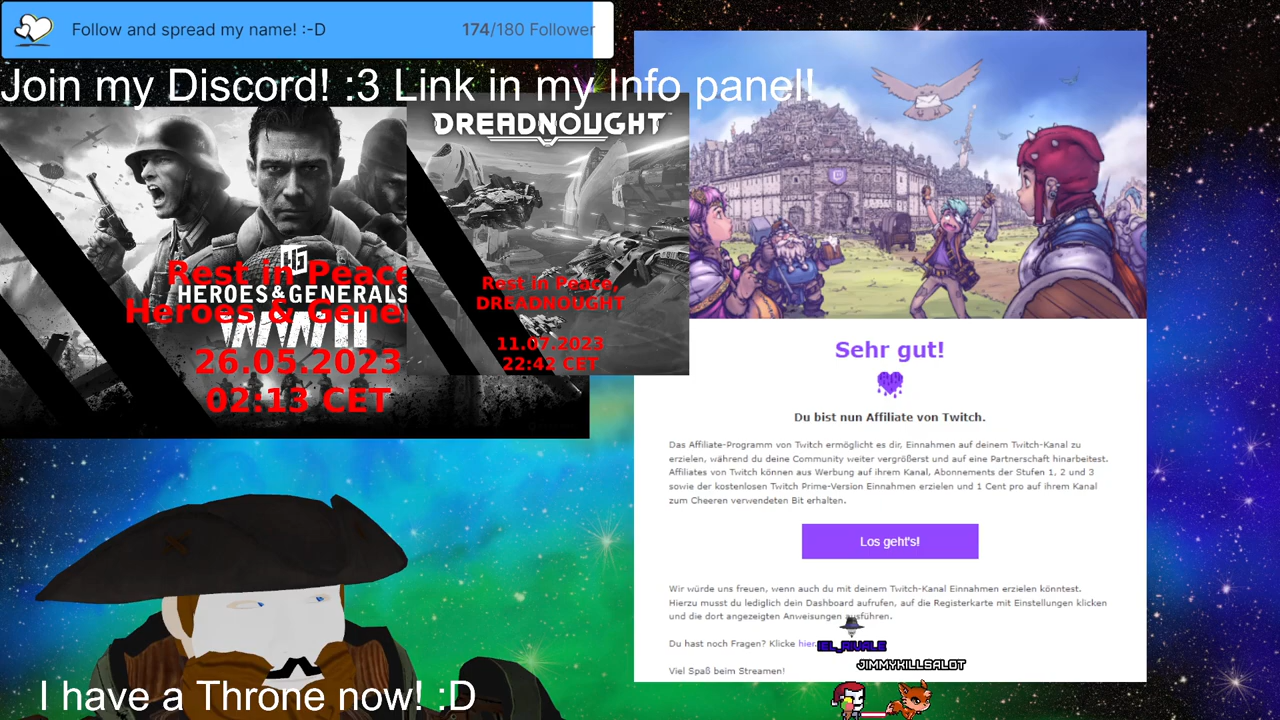 Follow and spread my name! :-D
174/180 Follower
Join my Discord! :3 Link in my Info panel!
HEROES & GENERALS
WWII
Rest in Peace
Heroes & Gene
26.05.2023
02:13 CET
DREADNOUGHT
Rest in Peace,
DREADNOUGHT
11.07.2023
22:42 CET
Sehr gut!
Du bist nun Affiliate von Twitch.
Das Affiliate-Programm von Twitch ermöglicht es dir, Einnahmen auf deinem Twitch-Kanal zu
erzielen, während du deine Community weiter vergrößerst und auf eine Partnerschaft hinarbeitest.
Affiliates von Twitch können aus Werbung auf ihrem Kanal, Abonnements der Stufen 1, 2 und 3
sowie der kostenlosen Twitch Prime-Version Einnahmen erzielen und 1 Cent pro auf ihrem Kanal
zum Cheeren verwendeten Bit erhalten.
Los geht's!
Wir würde uns freuen, wenn auch du mit deinem Twitch-Kanal Einnahmen erzielen könntest.
Hierzu musst du lediglich dein Dashboard aufrufen, auf die Registerkarte mit Einstellungen klicken
und die dort angezeigten Anweisungen ausführen.
Du hast noch Fragen? Klicke hier.
IEL_RIVALE
JIMMYKILLSALOT
Viel Spaß beim Streamen!
I have a Throne now! :D